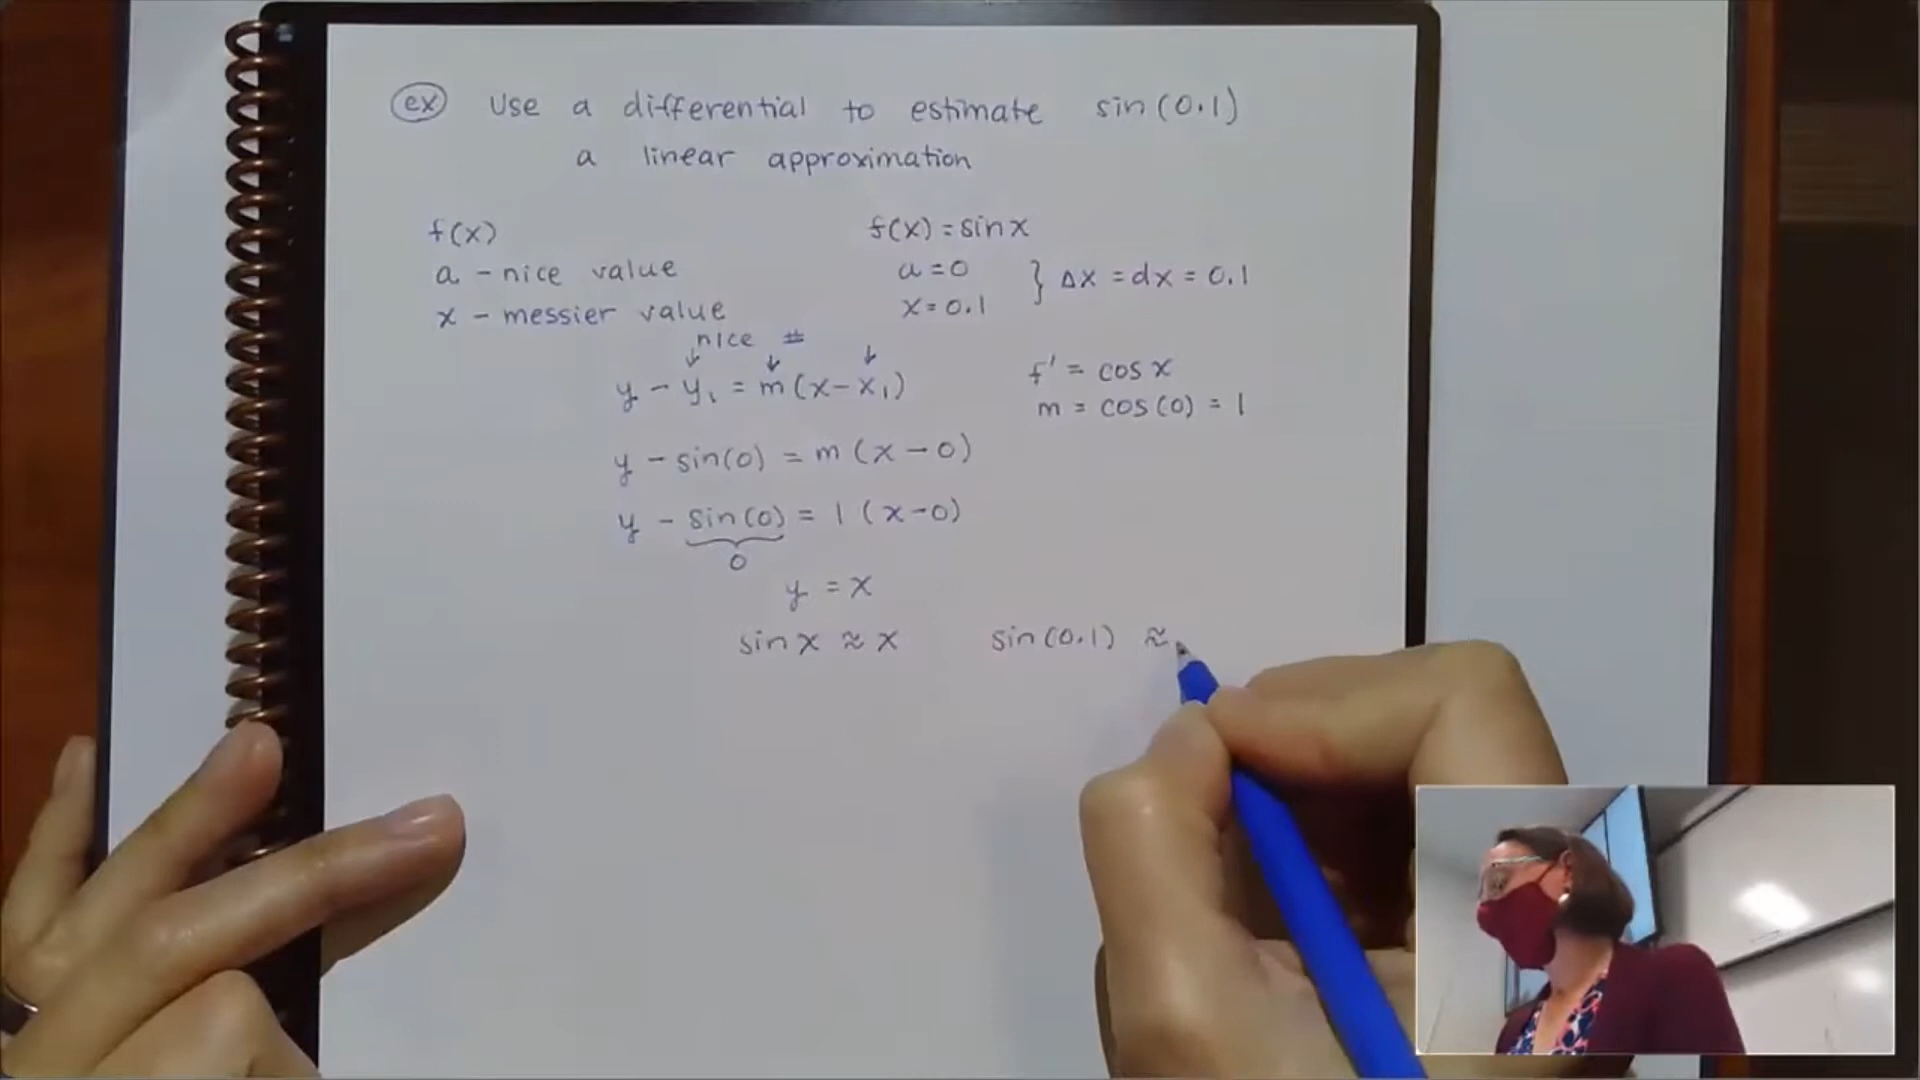 ex Use a differential to estimate sin(0.1)
a linear approximation
f(x)
a - nice value
x - messier value
f(x) = sin x
a = 0
x = 0.1
} Δx = dx = 0.1
nice #
↓ ↓ ↓
y - y₁ = m(x - x₁)
f' = cos x
m = cos(0) = 1
y - sin(0) = m(x - 0)
y - sin(0) = 1(x - 0)
0
y = x
sin x ≈ x
sin(0.1) ≈